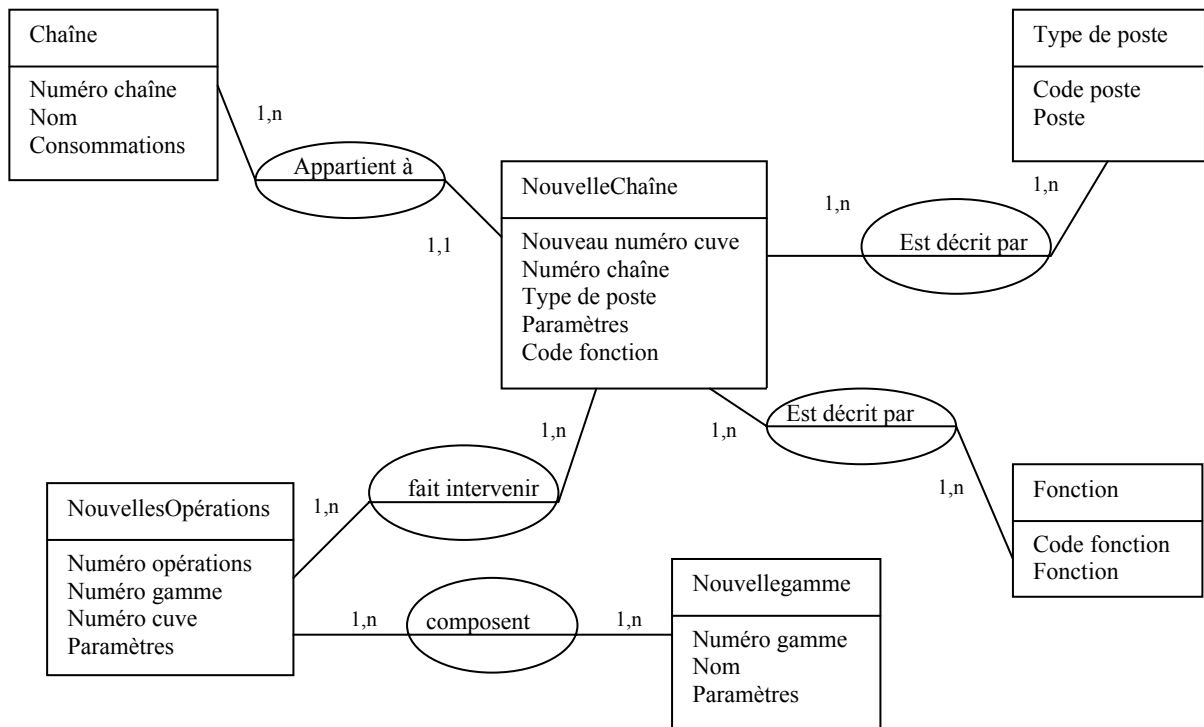 Chaîne
Numéro chaîne
Nom
Consommations
Type de poste
Code poste
Poste
1,n
Appartient à
1,1
NouvelleChaîne
Nouveau numéro cuve
Numéro chaîne
Type de poste
Paramètres
Code fonction
1,n
Est décrit par
1,n
1,n
Est décrit par
1,n
Fonction
Code fonction
Fonction
1,n
fait intervenir
1,n
NouvellesOpérations
Numéro opérations
Numéro gamme
Numéro cuve
Paramètres
1,n
composent
1,n
Nouvellegamme
Numéro gamme
Nom
Paramètres